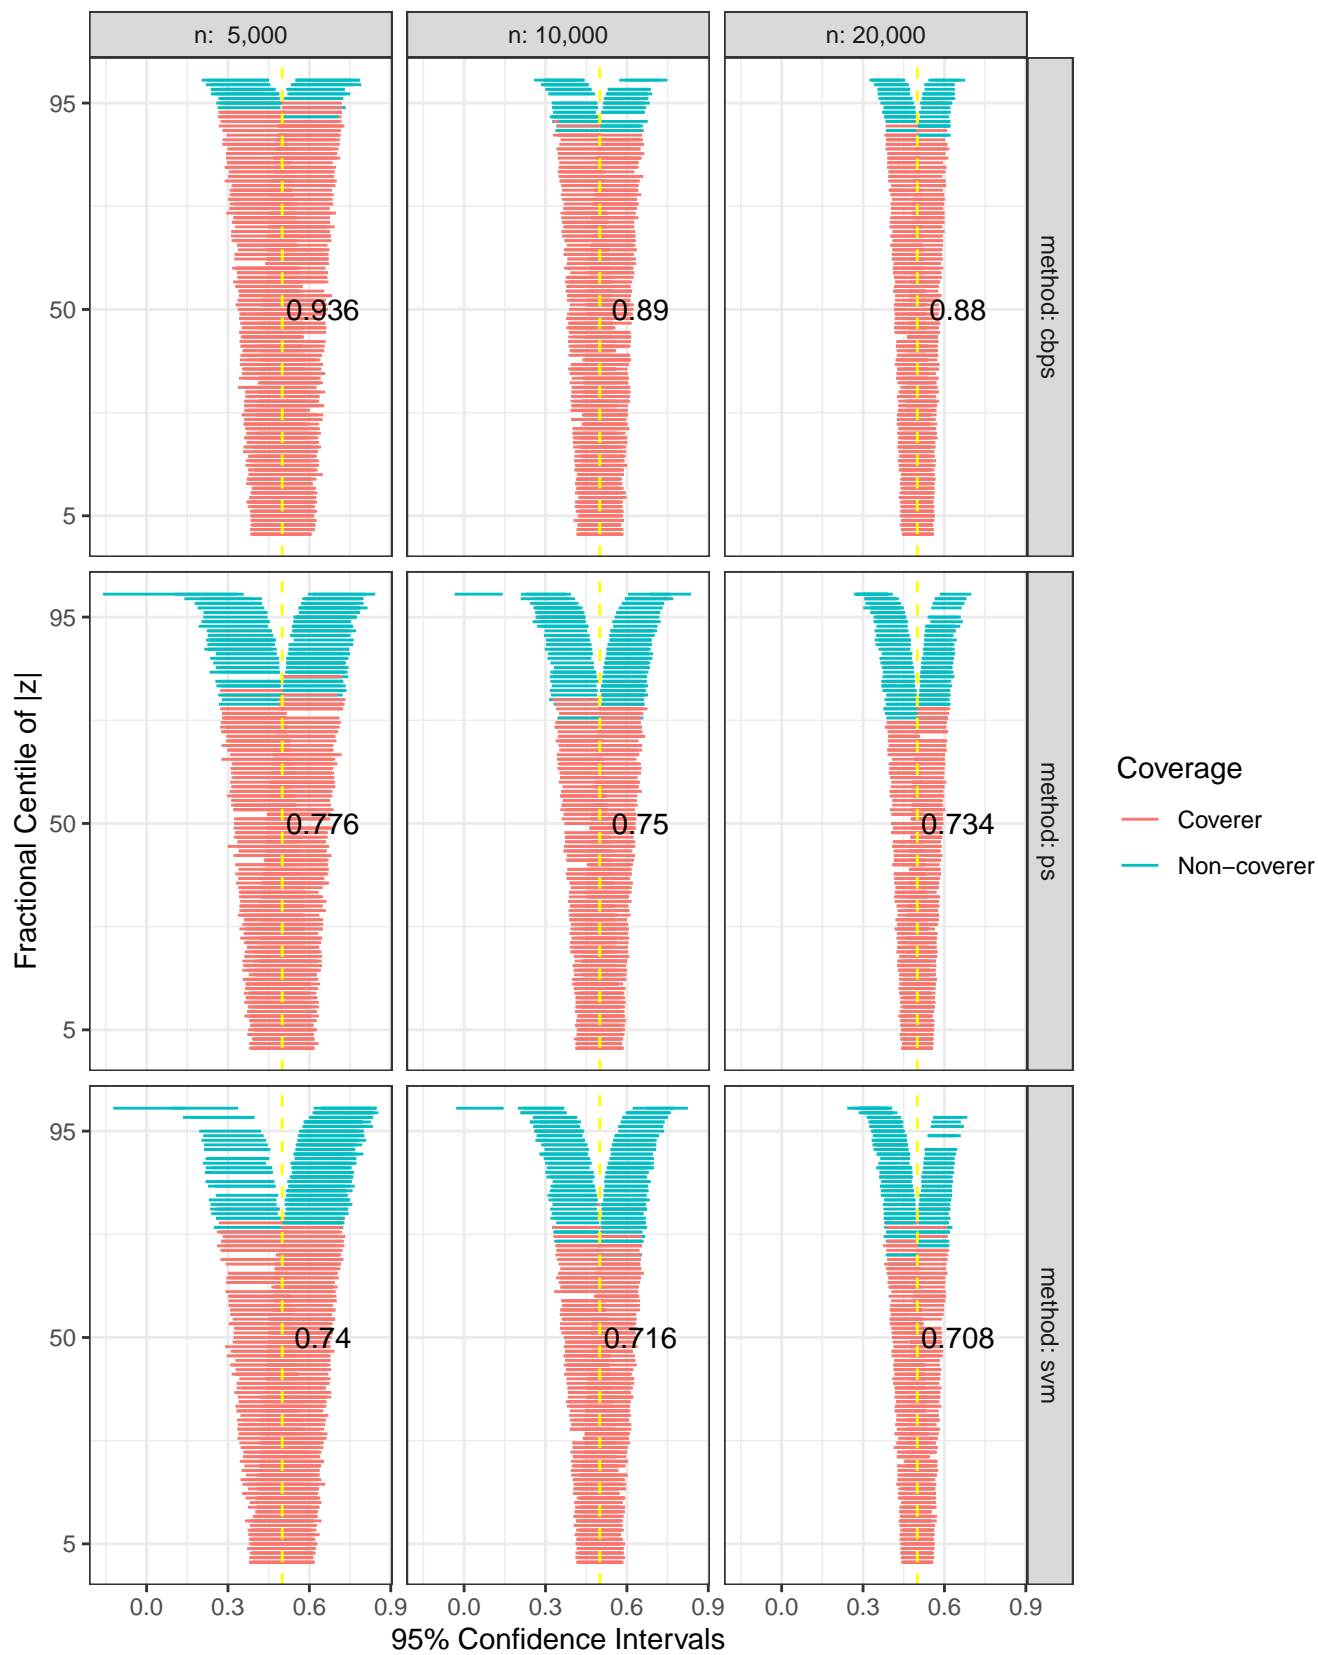 n:  5,000
n: 10,000
n: 20,000
95
50
5
0.936
0.89
0.88
method: cbps
95
50
5
0.776
0.75
0.734
method: ps
95
50
5
0.74
0.716
0.708
method: svm
Fractional Centile of |z|
0.0 0.3 0.6 0.9
0.0 0.3 0.6 0.9
0.0 0.3 0.6 0.9
95% Confidence Intervals
Coverage
Coverer
Non−coverer